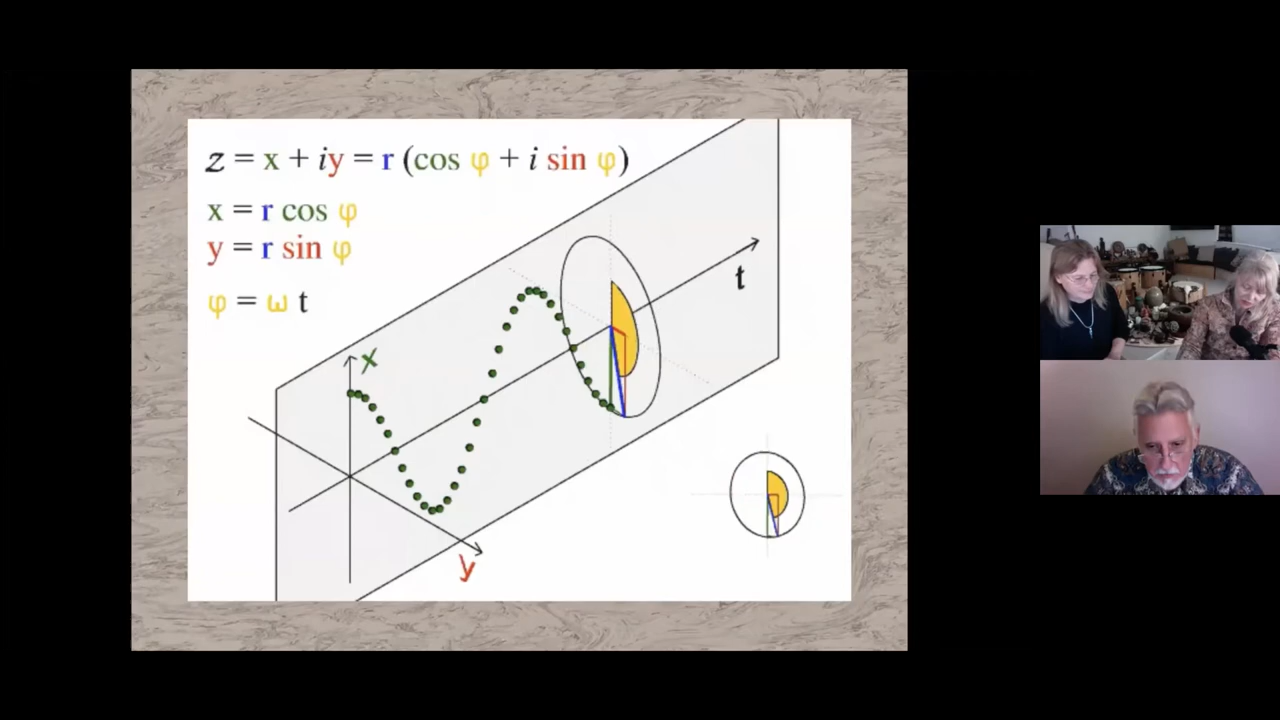 z = x + iy = r (cos φ + i sin φ)
x = r cos φ
y = r sin φ
φ = ω t
x
t
y